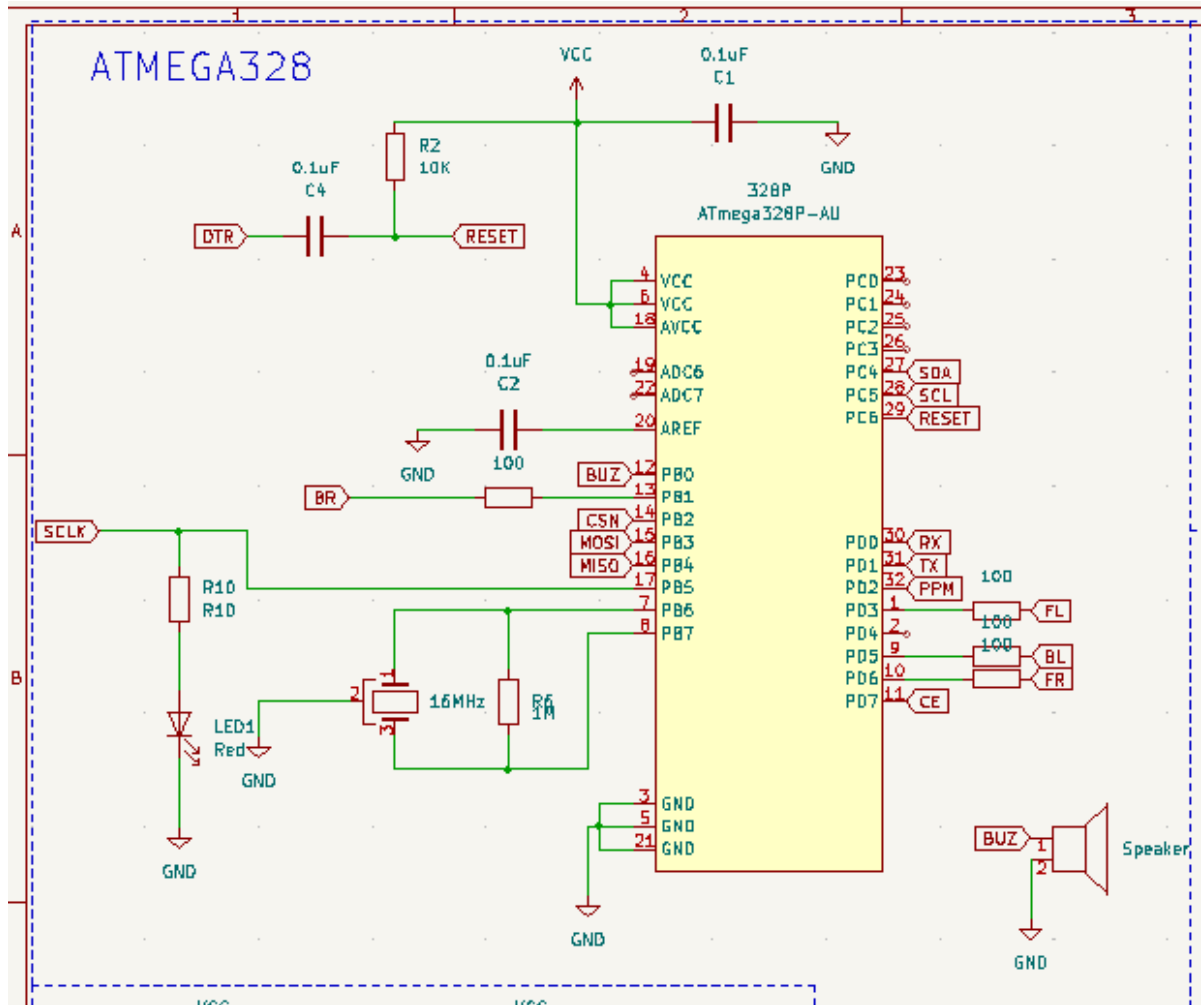 1
2
3
ATMEGA328
VCC
0.1uF
C1
GND
R2
10K
0.1uF
C4
DTR
RESET
A
328P
ATmega328P-AU
4
VCC
6
VCC
18
AVCC
19
ADC6
22
ADC7
20
AREF
0.1uF
C2
GND
100
BUZ
12
PB0
BR
13
PB1
CSN
14
PB2
MOSI
15
PB3
MISO
16
PB4
SCLK
17
PB5
7
PB6
8
PB7
PC0
23
PC1
24
PC2
25
PC3
26
PC4
27
SDA
PC5
28
SCL
PC6
29
RESET
PD0
30
RX
PD1
31
TX
PD2
32
PPM
100
PD3
1
FL
100
PD4
2
100
PD5
9
BL
PD6
10
FR
PD7
11
CE
R10
R10
B
1
2
3
16MHz
R6
1M
LED1
Red
GND
GND
3
GND
5
GND
21
GND
GND
BUZ
1
2
Speaker
GND